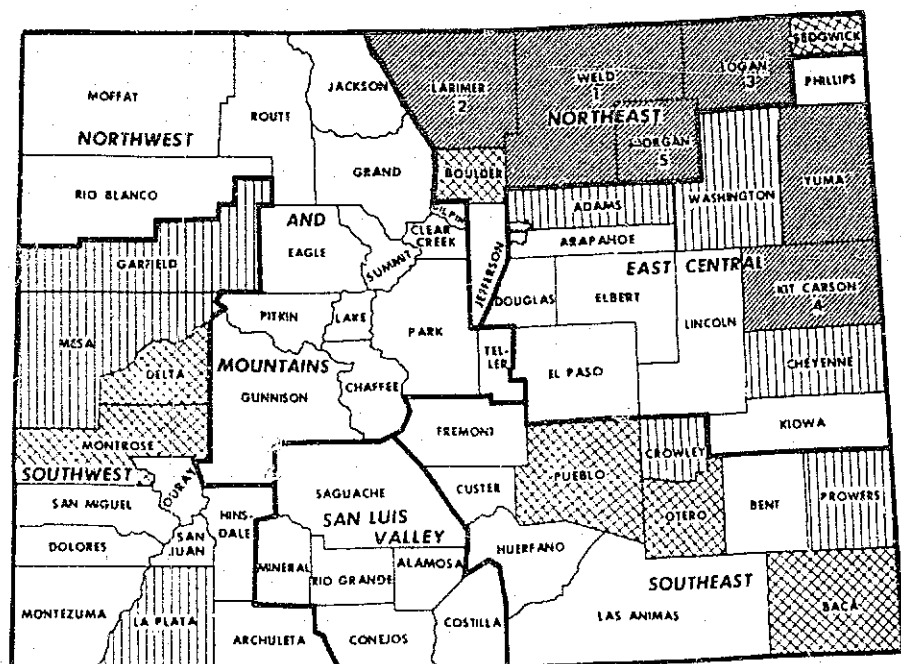 SEDGWICK
JACKSON
LARIMER
2
WELD
1
LOGAN
3
PHILLIPS
MOFFAT
ROUTT
NORTHWEST
NORTHEAST
MORGAN
5
GRAND
BOULDER
RIO BLANCO
WASHINGTON
YUMA
ADAMS
GILPIN
AND
CLEAR
CREEK
ARAPAHOE
EAGLE
SUMMIT
JEFFERSON
GARFIELD
EAST CENTRAL
KIT CARSON
4
DOUGLAS
ELBERT
PITKIN
LAKE
LINCOLN
PARK
MESA
TEL-
LER
CHEYENNE
DELTA
MOUNTAINS
EL PASO
GUNNISON
CHAFFEE
KIOWA
FREMONT
MONTROSE
CROWLEY
SOUTHWEST
PUEBLO
OURAY
SAGUACHE
CUSTER
SAN MIGUEL
BENT
PROWERS
HINS-
DALE
SAN LUIS
VALLEY
OTERO
SAN
JUAN
DOLORES
HUERFANO
MINERAL
RIO GRANDE
ALAMOSA
SOUTHEAST
MONTEZUMA
LA PLATA
COSTILLA
LAS ANIMAS
BACA
ARCHULETA
CONEJOS